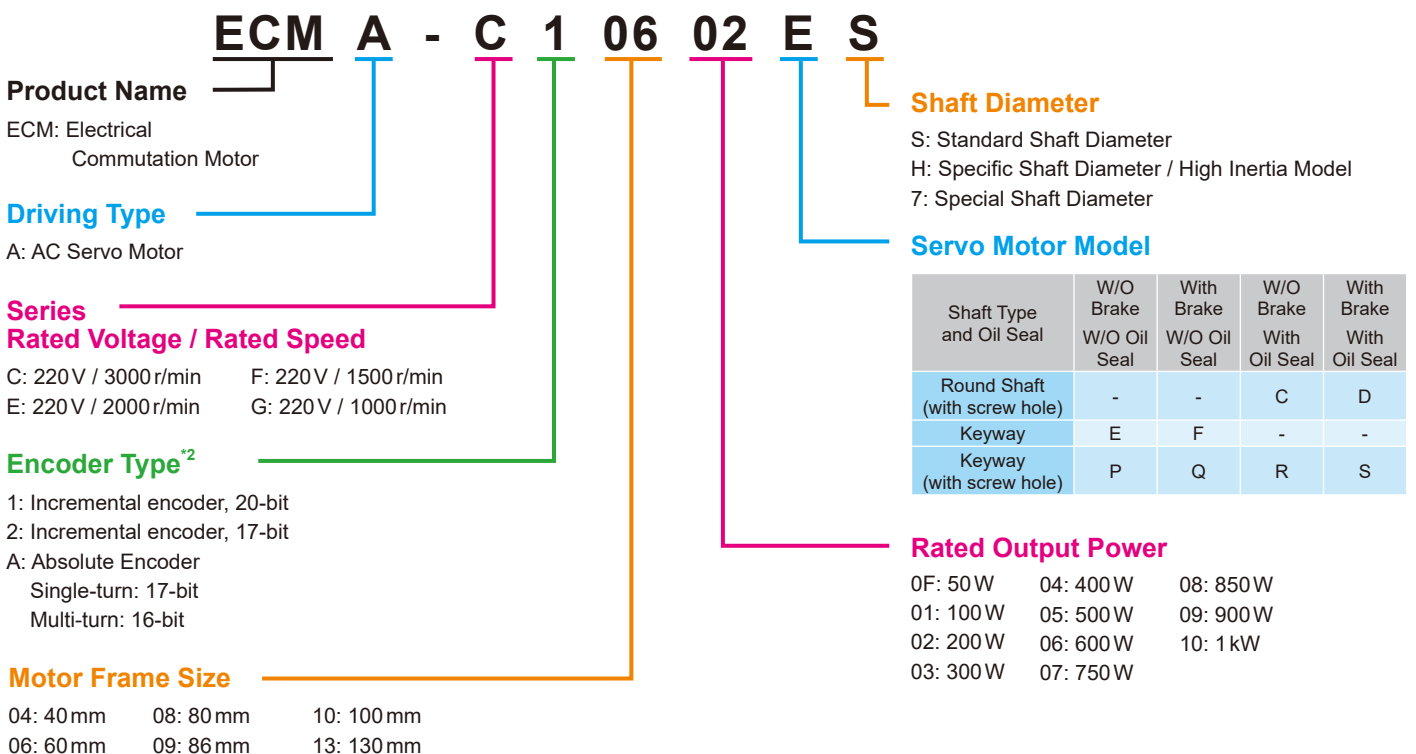 ECM A - C 1 06 02 E S
Product Name
ECM: Electrical
Commutation Motor
Driving Type
A: AC Servo Motor
Series
Rated Voltage / Rated Speed
C: 220 V / 3000 r/min F: 220 V / 1500 r/min
E: 220 V / 2000 r/min G: 220 V / 1000 r/min
Encoder Type*2
1: Incremental encoder, 20-bit
2: Incremental encoder, 17-bit
A: Absolute Encoder
Single-turn: 17-bit
Multi-turn: 16-bit
Motor Frame Size
04: 40 mm 08: 80 mm 10: 100 mm
06: 60 mm 09: 86 mm 13: 130 mm
Shaft Diameter
S: Standard Shaft Diameter
H: Specific Shaft Diameter / High Inertia Model
7: Special Shaft Diameter
Servo Motor Model
Shaft Type
and Oil Seal
W/O With W/O With
Brake Brake Brake Brake
W/O Oil W/O Oil With With
Seal Seal Oil Seal Oil Seal
Round Shaft
(with screw hole) - - C D
Keyway E F - -
Keyway
(with screw hole) P Q R S
Rated Output Power
0F: 50 W 04: 400 W 08: 850 W
01: 100 W 05: 500 W 09: 900 W
02: 200 W 06: 600 W 10: 1 kW
03: 300 W 07: 750 W